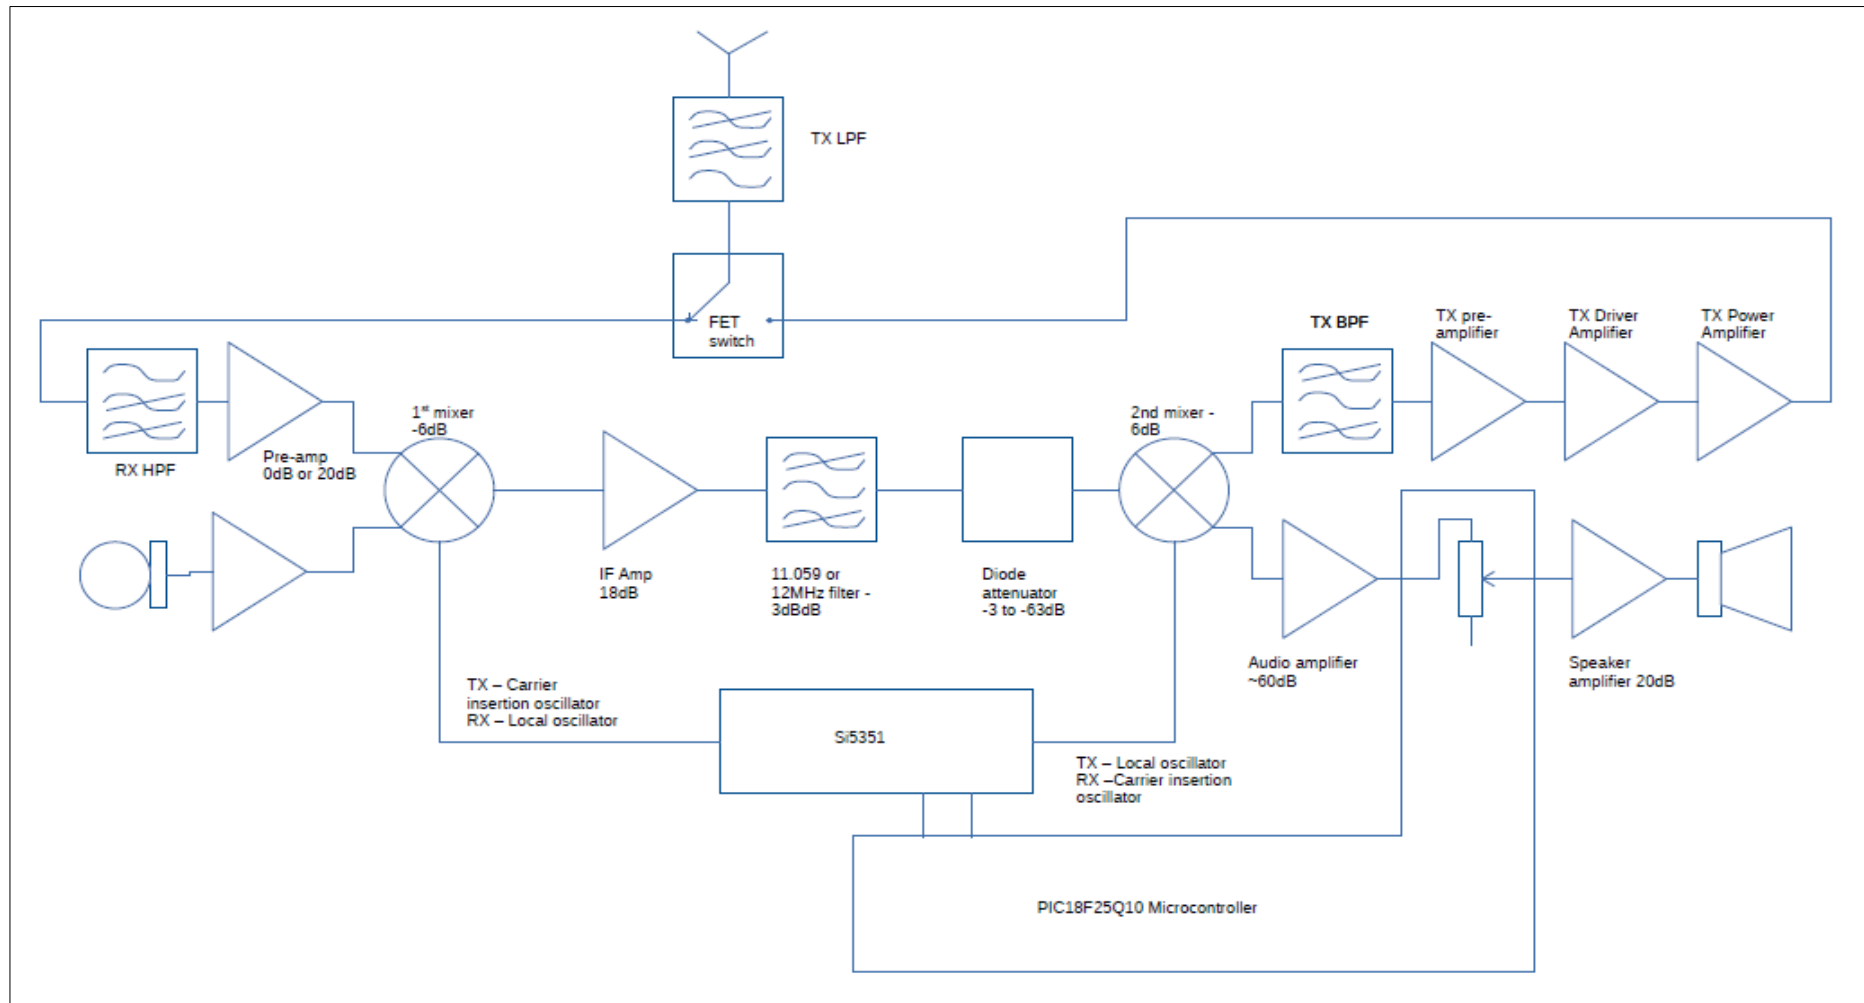 TX LPF
FET
switch
TX BPF
TX pre-
amplifier
TX Driver
Amplifier
TX Power
Amplifier
1st mixer
-6dB
2nd mixer -
6dB
RX HPF
Pre-amp
0dB or 20dB
IF Amp
18dB
11.059 or
12MHz filter -
3dBdB
Diode
attenuator
-3 to -63dB
Audio amplifier
~60dB
Speaker
amplifier 20dB
TX – Carrier
insertion oscillator
RX – Local oscillator
Si5351
TX – Local oscillator
RX –Carrier insertion
oscillator
PIC18F25Q10 Microcontroller